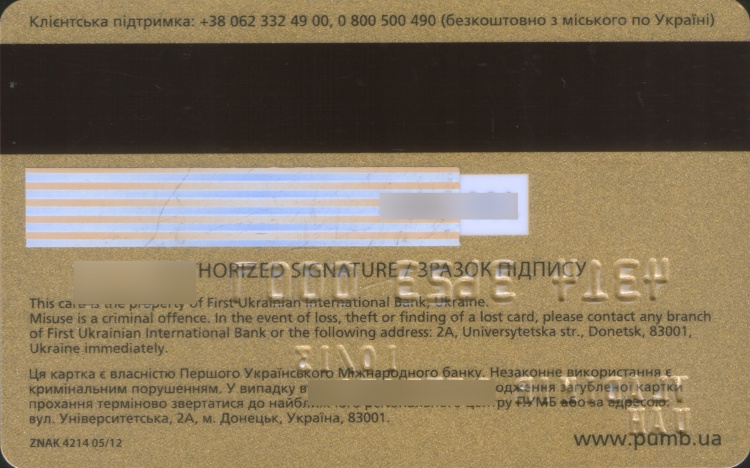 Клієнтська підтримка: +38 062 332 49 00, 0 800 500 490 (безкоштовно з міського по Україні)
HORIZED SIGNATURE / ЗРАЗОК ПІДПИСУ
This card is the property of First Ukrainian International Bank, Ukraine.
Misuse is a criminal offence. In the event of loss, theft or finding of a lost card, please contact any branch
of First Ukrainian International Bank or the following address: 2A, Universytetska str., Donetsk, 83001,
Ukraine immediately.
Ця картка є власністю Першого Українського Міжнародного банку. Незаконне використання є
кримінальним порушенням. У випадку в одження загубленої картки
прохання терміново звертатися до ПУМБ або за адресою:
вул. Університетська, 2А, м. Донецьк, Україна, 83001.
ZNAK 4214 05/12
www.pumb.ua